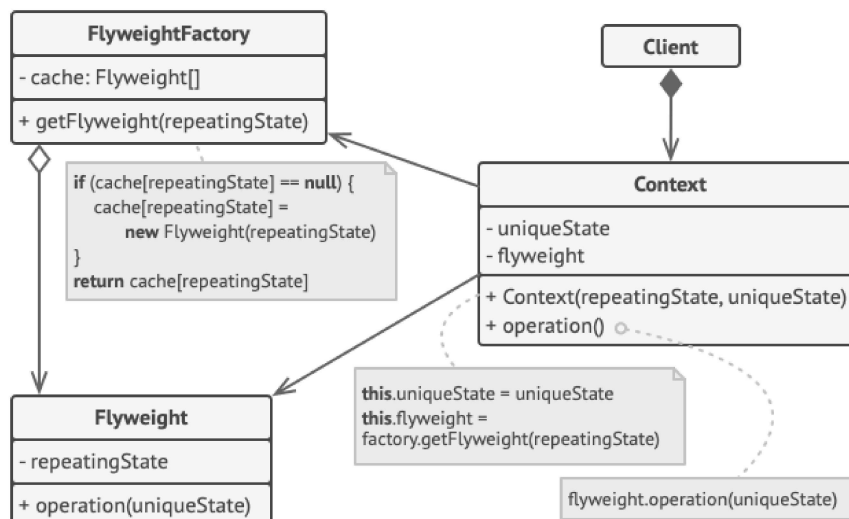 FlyweightFactory
- cache: Flyweight[]
+ getFlyweight(repeatingState)
if (cache[repeatingState] == null) {
cache[repeatingState] =
new Flyweight(repeatingState)
}
return cache[repeatingState]
Client
Context
- uniqueState
- flyweight
+ Context(repeatingState, uniqueState)
+ operation()
this.uniqueState = uniqueState
this.flyweight =
factory.getFlyweight(repeatingState)
flyweight.operation(uniqueState)
Flyweight
- repeatingState
+ operation(uniqueState)